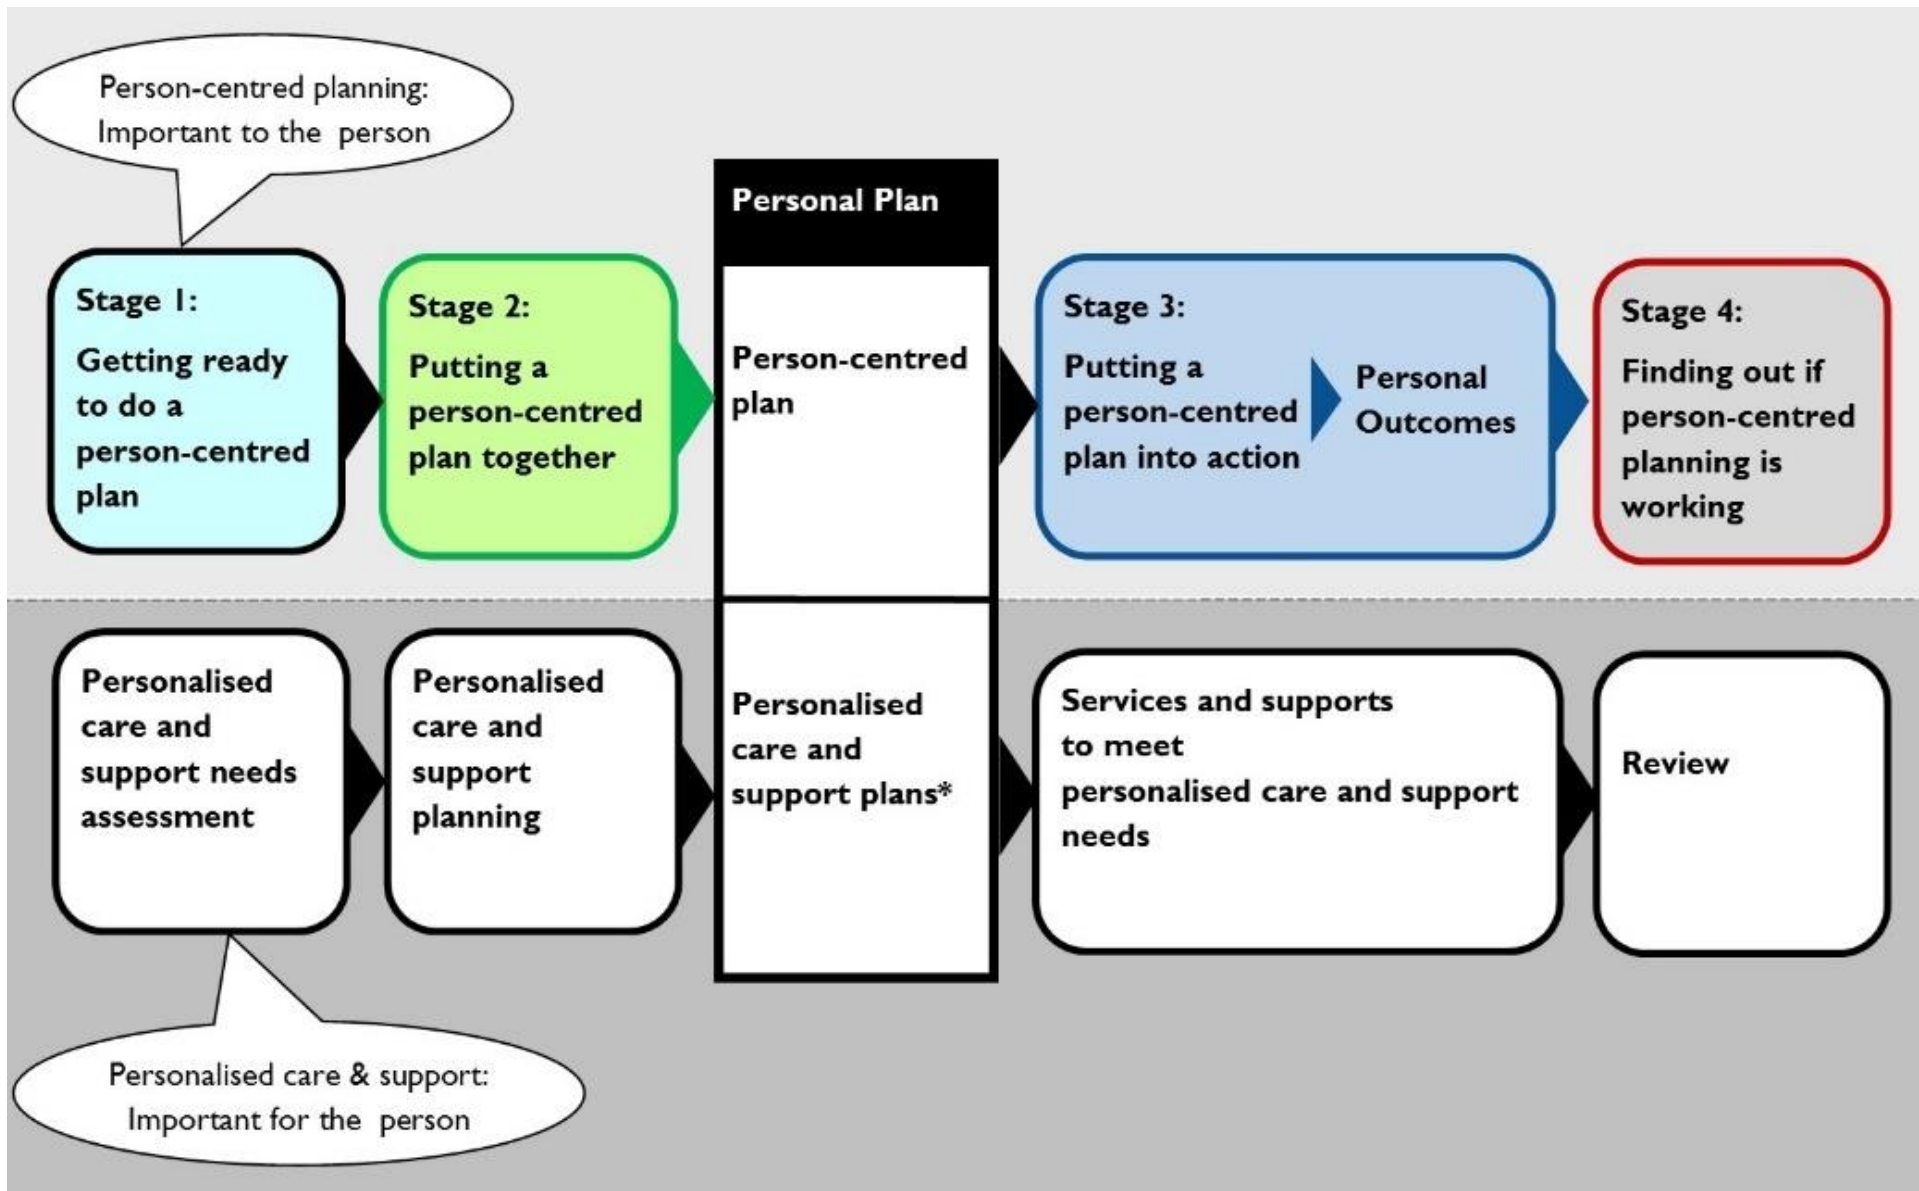 Person-centred planning:
Important to the person
Stage 1:
Getting ready
to do a
person-centred
plan
Stage 2:
Putting a
person-centred
plan together
Personal Plan
Person-centred
plan
Stage 3:
Putting a
person-centred
plan into action
Personal
Outcomes
Stage 4:
Finding out if
person-centred
planning is
working
Personalised
care and
support needs
assessment
Personalised
care and
support
planning
Personalised
care and
support plans*
Services and supports
to meet
personalised care and support
needs
Review
Personalised care & support:
Important for the person